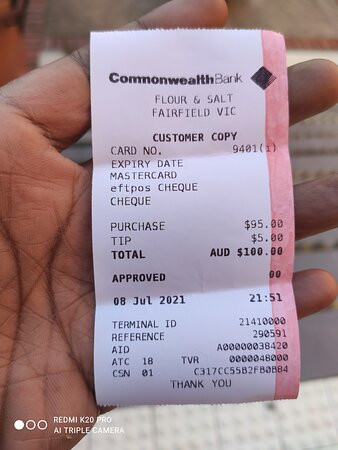 CommonwealthBank
FLOUR & SALT
FAIRFIELD VIC
CUSTOMER COPY
CARD NO. 9401(i)
EXPIRY DATE
MASTERCARD
eftpos CHEQUE
CHEQUE
PURCHASE $95.00
TIP $5.00
TOTAL AUD $100.00
APPROVED 00
08 Jul 2021 21:51
TERMINAL ID 21410000
REFERENCE 290591
AID A0000003B420
ATC 18 TVR 0000048000
CSN 01 C317CC55B2FB0BB4
THANK YOU
REDMI K20 PRO
AI TRIPLE CAMERA